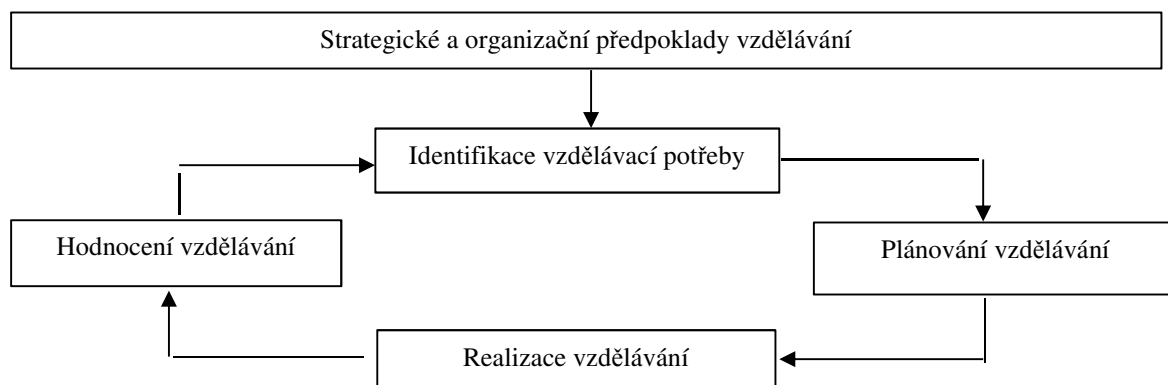 Strategické a organizační předpoklady vzdělávání
Identifikace vzdělávací potřeby
Hodnocení vzdělávání
Plánování vzdělávání
Realizace vzdělávání